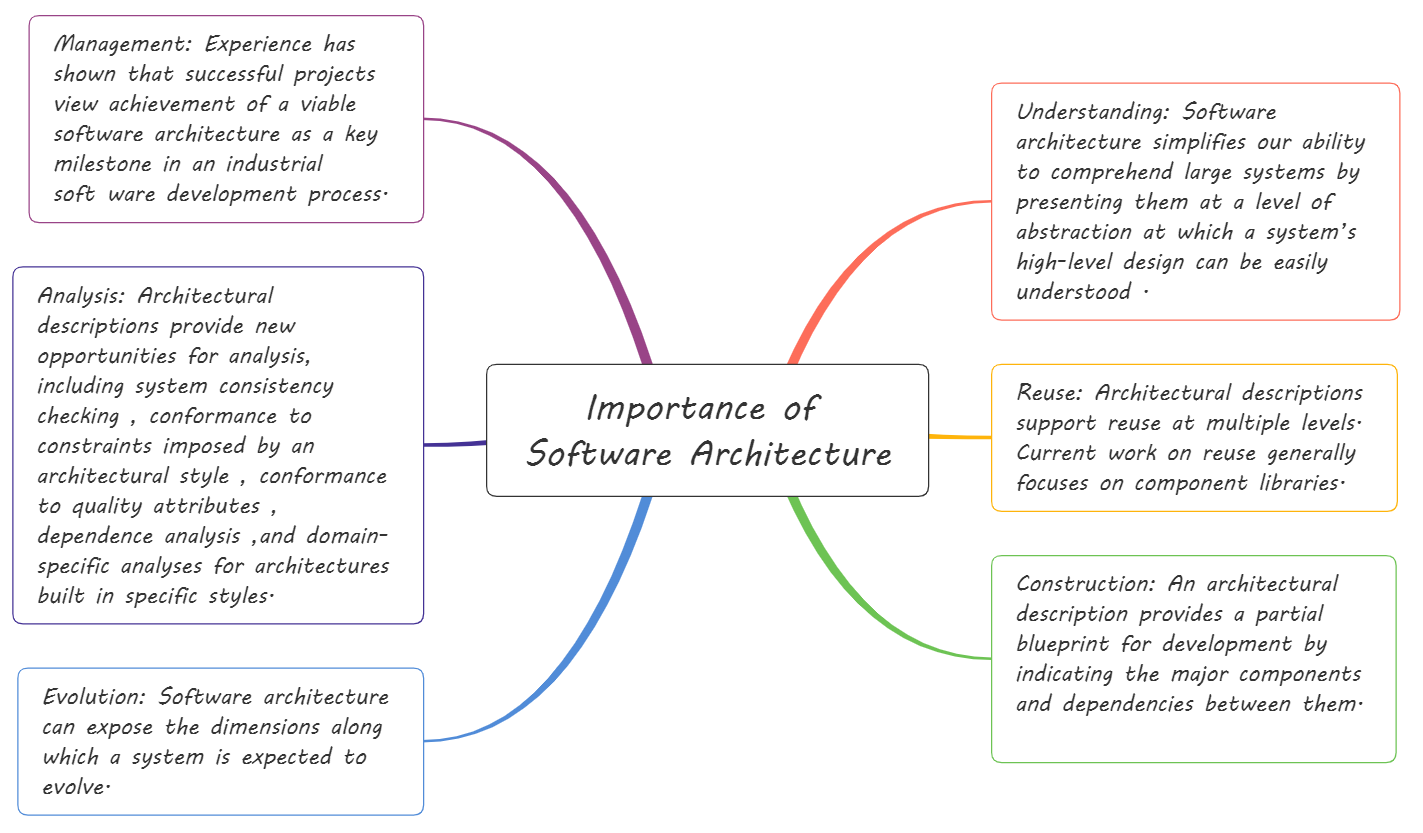 Management: Experience has
shown that successful projects
view achievement of a viable
software architecture as a key
milestone in an industrial
soft ware development process.
Analysis: Architectural
descriptions provide new
opportunities for analysis,
including system consistency
checking , conformance to
constraints imposed by an
architectural style , conformance
to quality attributes ,
dependence analysis ,and domain-
specific analyses for architectures
built in specific styles.
Evolution: Software architecture
can expose the dimensions along
which a system is expected to
evolve.
Importance of
Software Architecture
Understanding: Software
architecture simplifies our ability
to comprehend large systems by
presenting them at a level of
abstraction at which a system's
high-level design can be easily
understood .
Reuse: Architectural descriptions
support reuse at multiple levels.
Current work on reuse generally
focuses on component libraries.
Construction: An architectural
description provides a partial
blueprint for development by
indicating the major components
and dependencies between them.